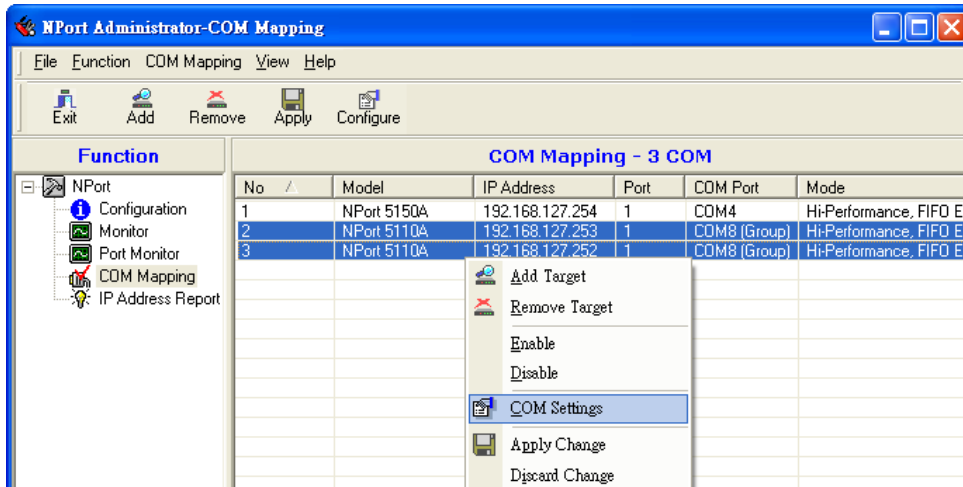 NPort Administrator-COM Mapping
File Function COM Mapping View Help
Exit Add Remove Apply Configure
Function
COM Mapping - 3 COM
NPort
Configuration
Monitor
Port Monitor
COM Mapping
IP Address Report
No Model IP Address Port COM Port Mode
1 NPort 5150A 192.168.127.254 1 COM4 Hi-Performance, FIFO E
2 NPort 5110A 192.168.127.253 1 COM8 (Group) Hi-Performance, FIFO E
3 NPort 5110A 192.168.127.252 1 COM8 (Group) Hi-Performance, FIFO E
Add Target
Remove Target
Enable
Disable
COM Settings
Apply Change
Discard Change